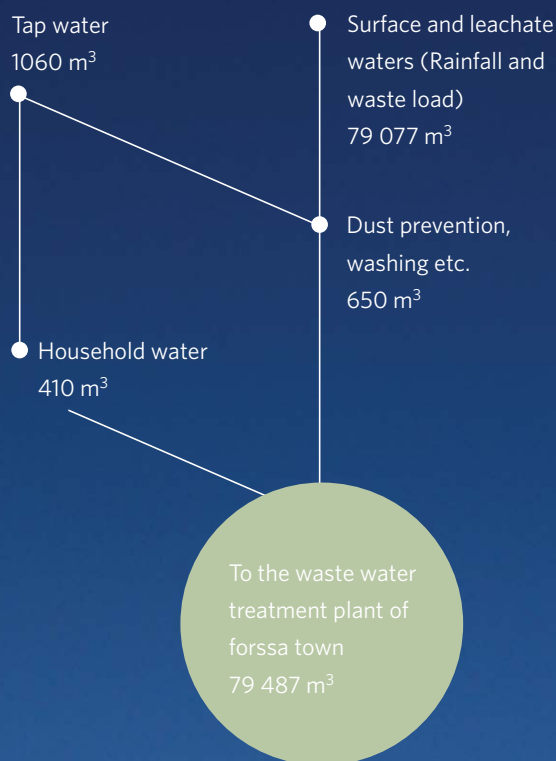 Tap water
1060 m³
Surface and leachate
waters (Rainfall and
waste load)
79 077 m³
Dust prevention,
washing etc.
650 m³
Household water
410 m³
To the waste water
treatment plant of
forssa town
79 487 m³